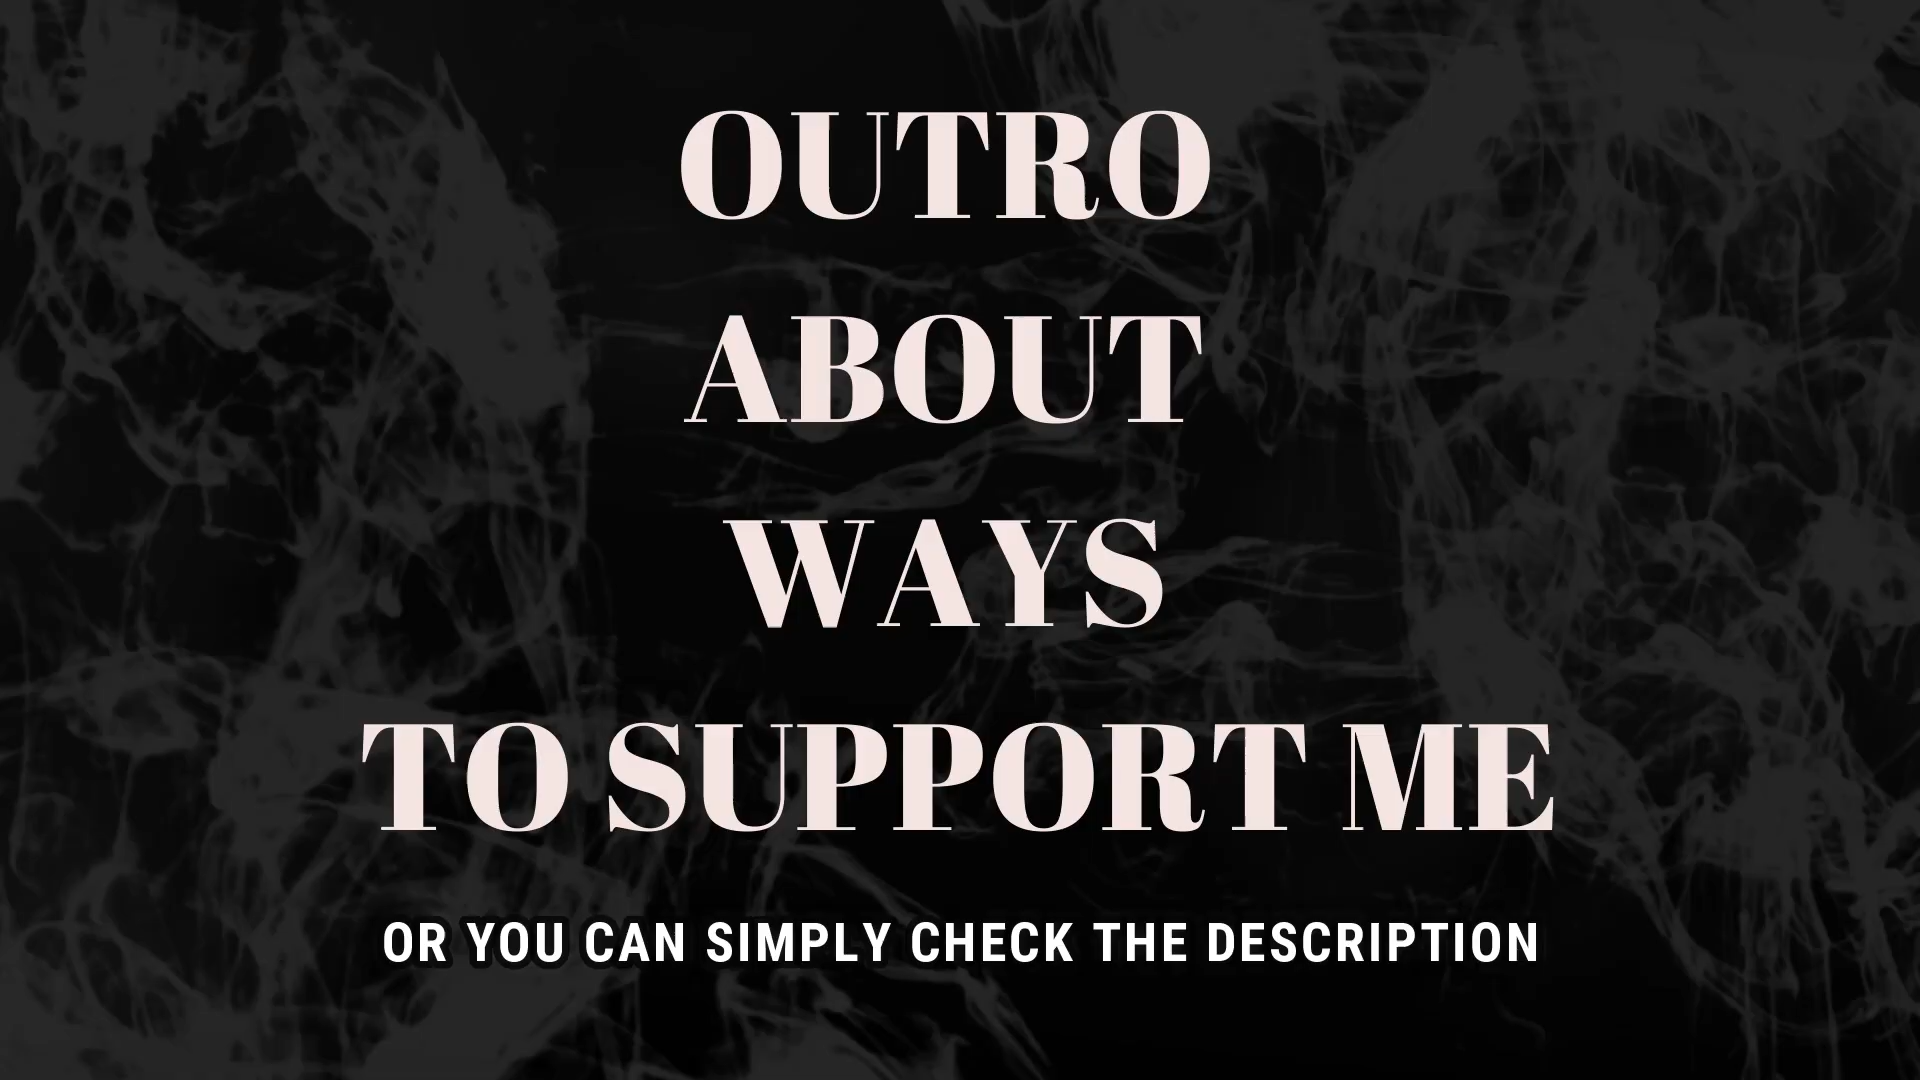 OUTRO
ABOUT
WAYS
TO SUPPORT ME
OR YOU CAN SIMPLY CHECK THE DESCRIPTION